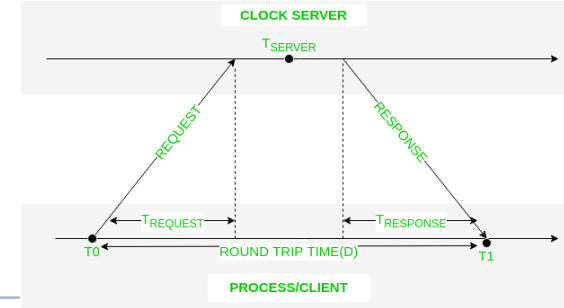 CLOCK SERVER
TSERVER
REQUEST
RESPONSE
TREQUEST
TRESPONSE
T0
ROUND TRIP TIME(D)
T1
PROCESS/CLIENT